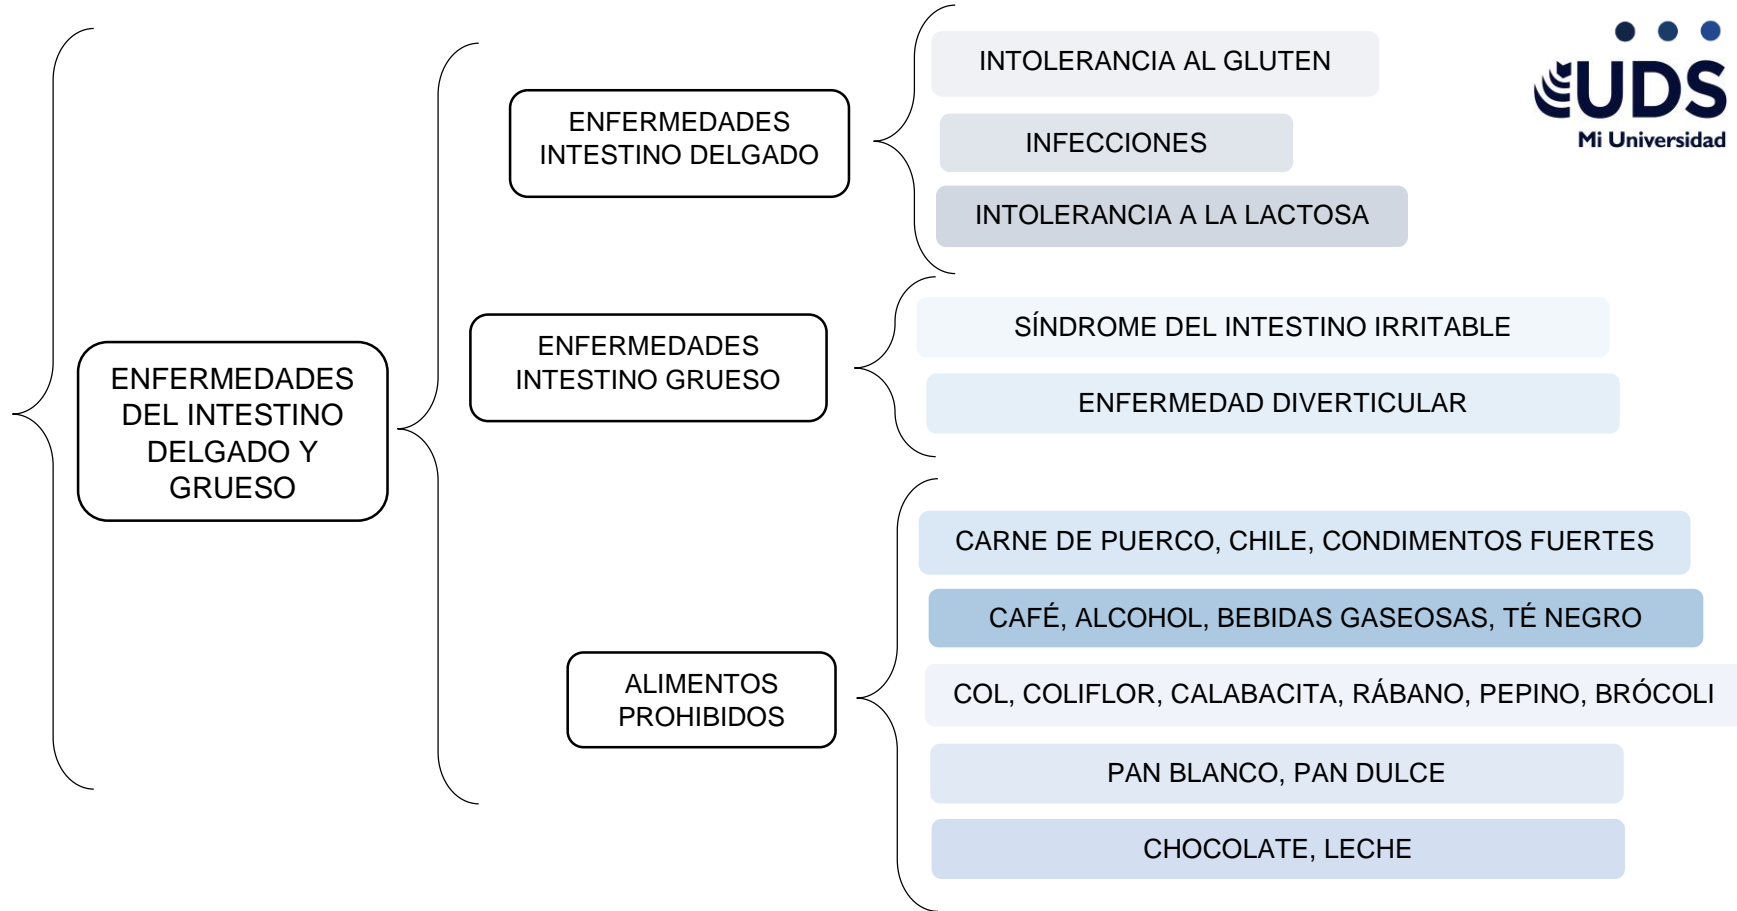 ENFERMEDADES
DEL INTESTINO
DELGADO Y
GRUESO
ENFERMEDADES
INTESTINO DELGADO
INTOLERANCIA AL GLUTEN
INFECCIONES
INTOLERANCIA A LA LACTOSA
ENFERMEDADES
INTESTINO GRUESO
SÍNDROME DEL INTESTINO IRRITABLE
ENFERMEDAD DIVERTICULAR
ALIMENTOS
PROHIBIDOS
CARNE DE PUERCO, CHILE, CONDIMENTOS FUERTES
CAFÉ, ALCOHOL, BEBIDAS GASEOSAS, TÉ NEGRO
COL, COLIFLOR, CALABACITA, RÁBANO, PEPINO, BRÓCOLI
PAN BLANCO, PAN DULCE
CHOCOLATE, LECHE
UDS
Mi Universidad